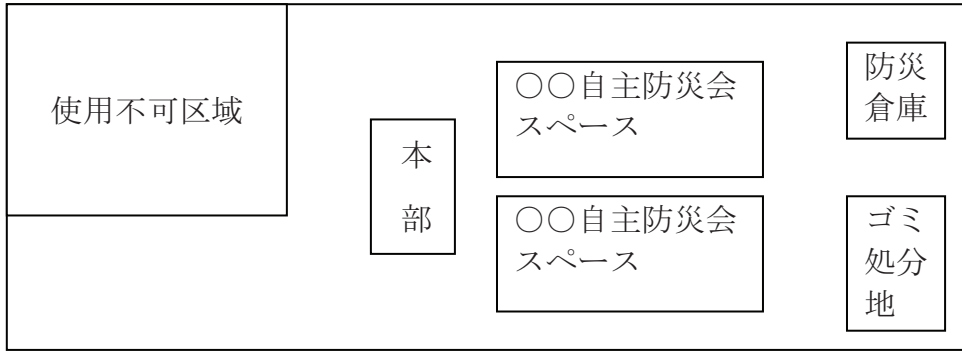 使用不可区域
本
部
○○自主防災会
スペース
○○自主防災会
スペース
防災
倉庫
ゴミ
処分
地